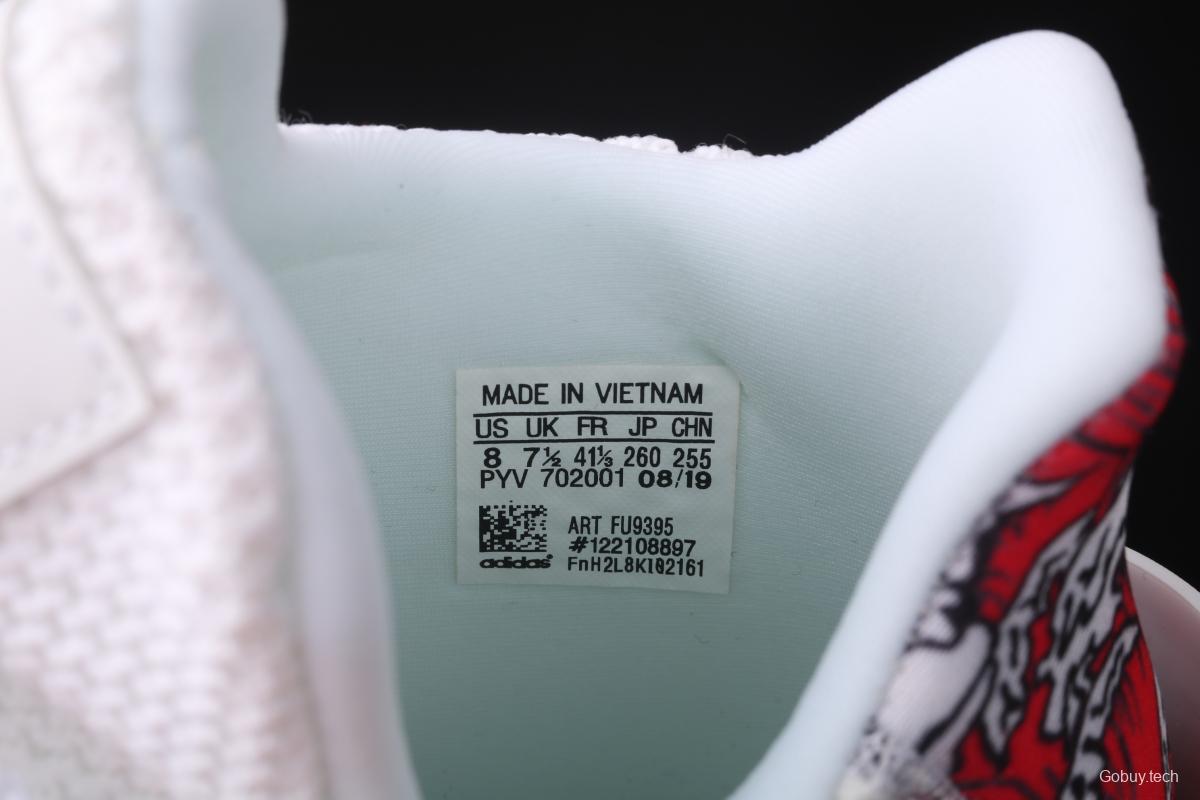 MADE IN VIETNAM
US UK FR JP CHN
8 7½ 41⅓ 260 255
PYV 702001 08/19
ART FU9395
#122108897
adidas
FnH2L8Kl02161
Gobuy.tech